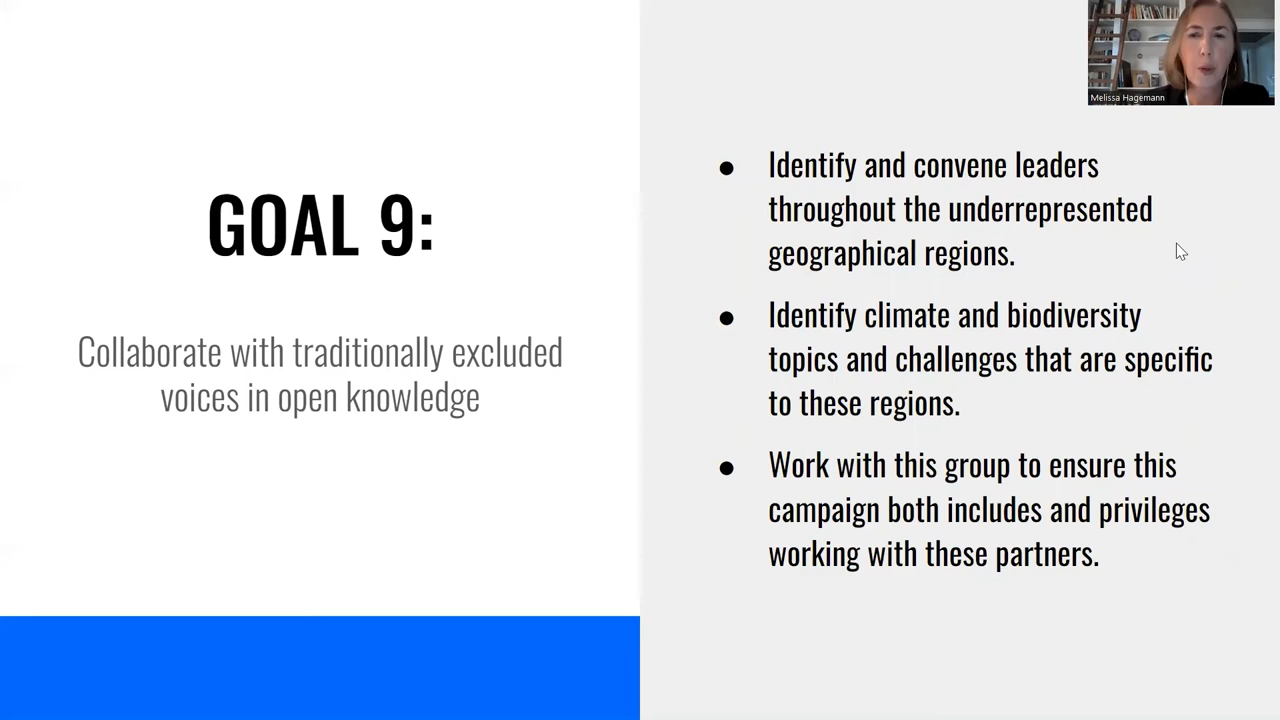 Melissa Hagemann
GOAL 9:
Collaborate with traditionally excluded
voices in open knowledge
● Identify and convene leaders
throughout the underrepresented
geographical regions.
● Identify climate and biodiversity
topics and challenges that are specific
to these regions.
● Work with this group to ensure this
campaign both includes and privileges
working with these partners.